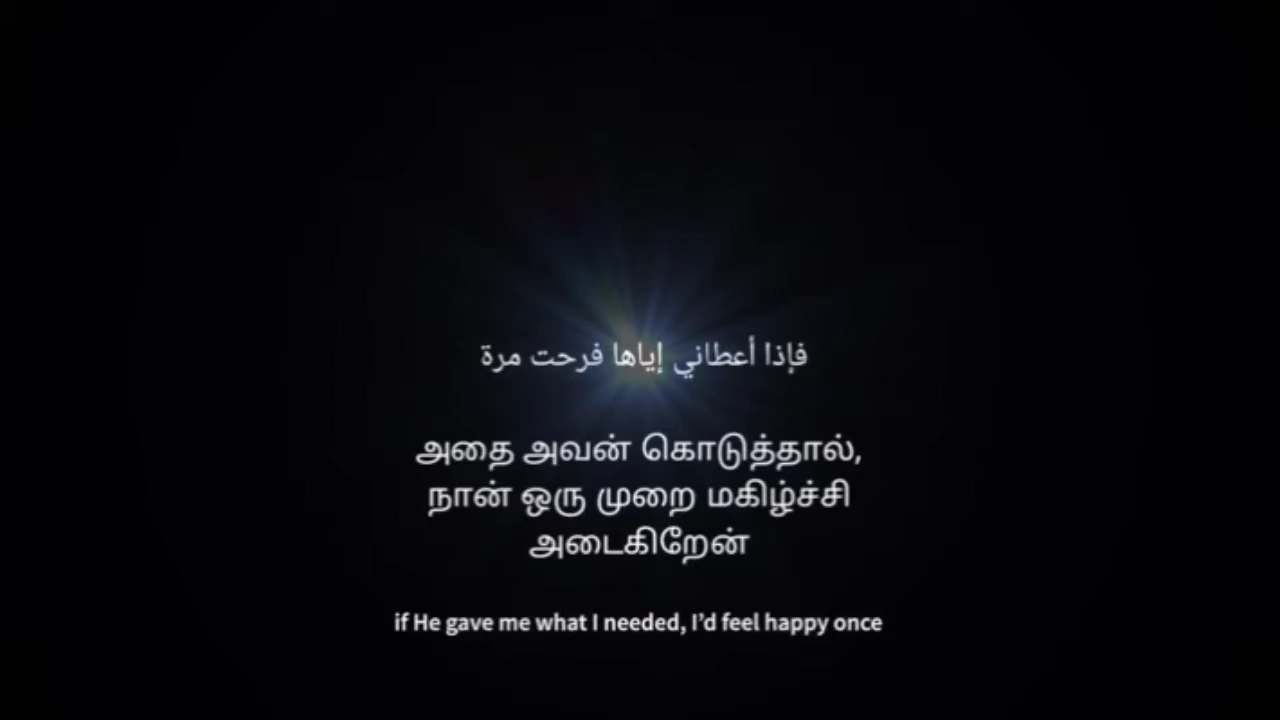 فإذا أعطاني إياها فرحت مرة
அதை அவன் கொடுத்தால்,
நான் ஒரு முறை மகிழ்ச்சி
அடைகிறேன்
if He gave me what I needed, I’d feel happy once